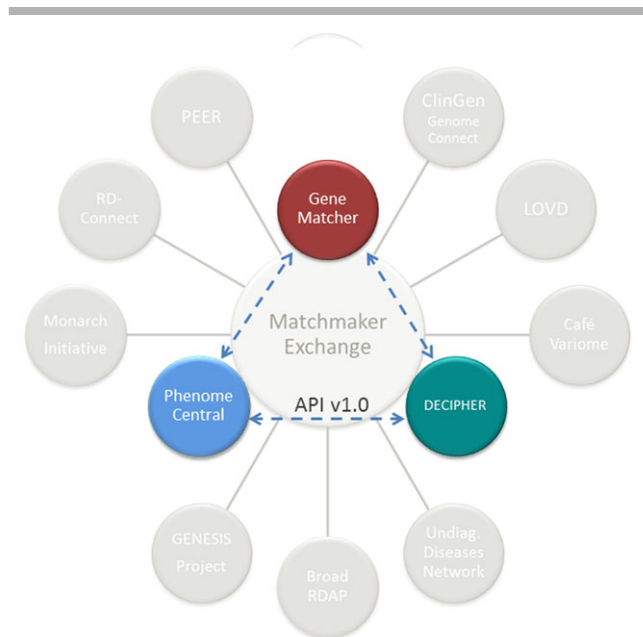 PEER
ClinGen
Genome
Connect
RD-
Connect
Gene
Matcher
LOVD
Monarch
Initiative
Matchmaker
Exchange
Café
Variome
Phenome
Central
API v1.0
DECIPHER
GENESIS
Project
Broad
RDAP
Undiag.
Diseases
Network